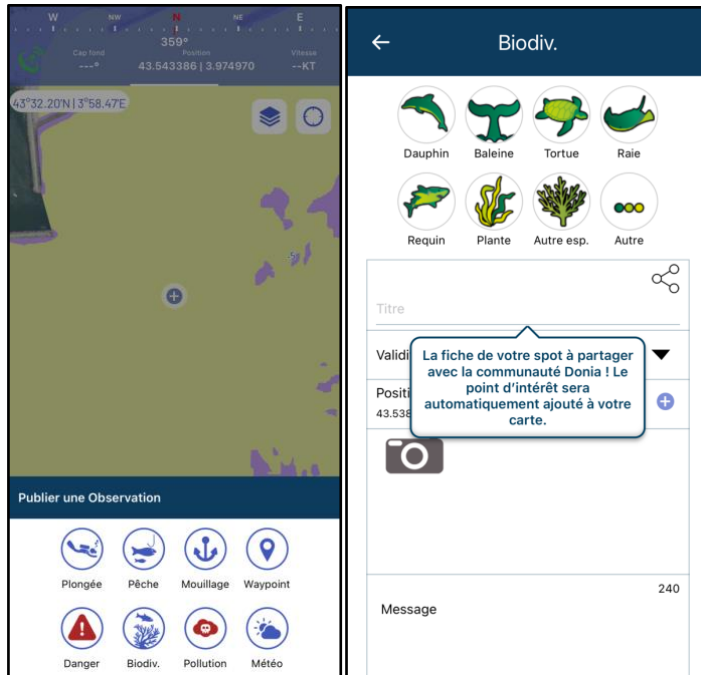 W NW N NE E
359°
Cap fond Position Vitesse
---° 43.543386 | 3.974970 --KT
43°32.20'N | 3°58.47'E
Publier une Observation
Plongée Pêche Mouillage Waypoint
Danger Biodiv. Pollution Météo
Biodiv.
Dauphin Baleine Tortue Raie
Requin Plante Autre esp. Autre
Titre
Validi
La fiche de votre spot à partager
avec la communauté Donia ! Le
point d'intérêt sera
automatiquement ajouté à votre
carte.
Positi
43.538
240
Message